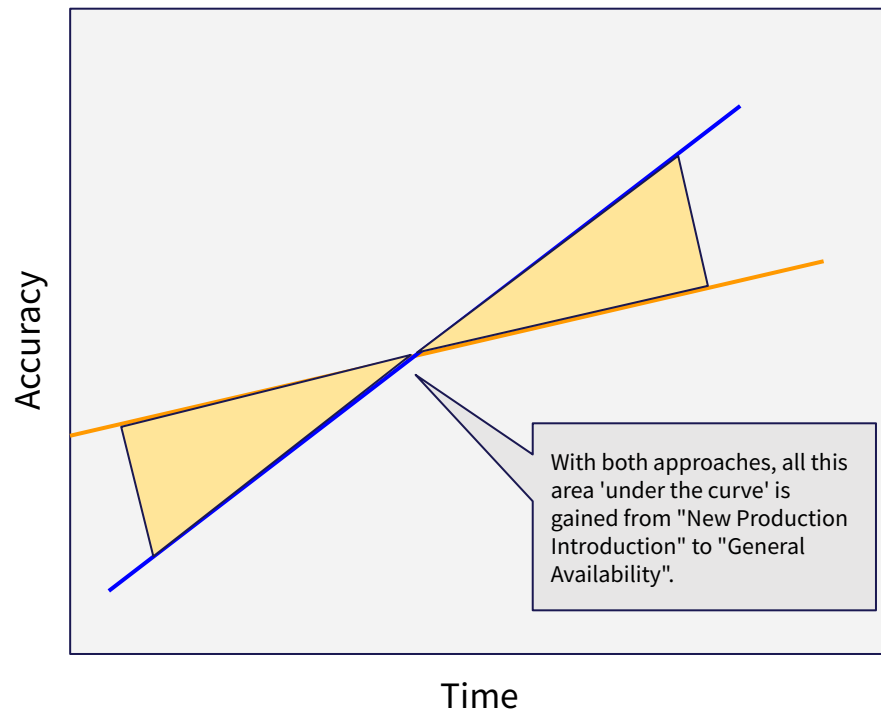 Accuracy
With both approaches, all this
area 'under the curve' is
gained from "New Production
Introduction" to "General
Availability".
Time